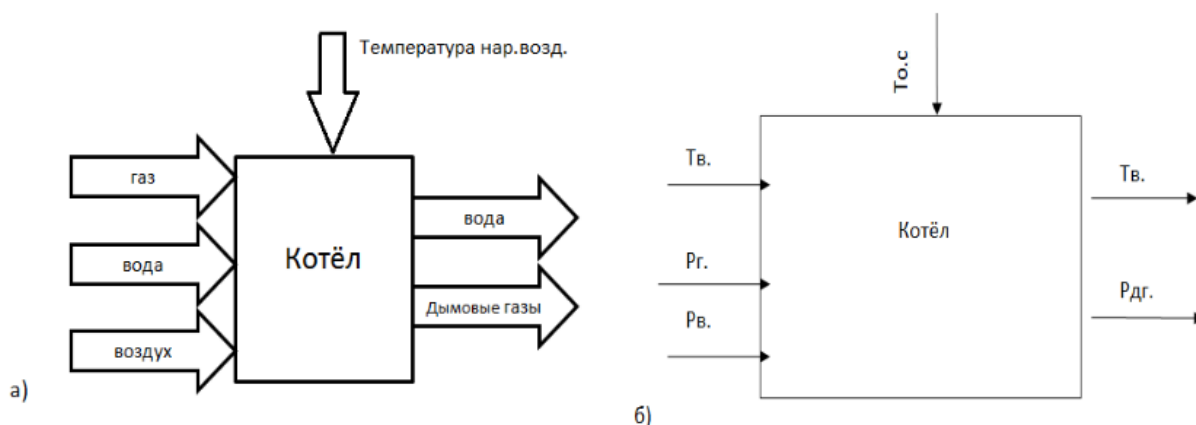 Температура нар.возд.
газ
вода
воздух
Котёл
вода
Дымовые газы
а)
То.с
Тв.
Рг.
Рв.
Котёл
Тв.
Рдг.
б)